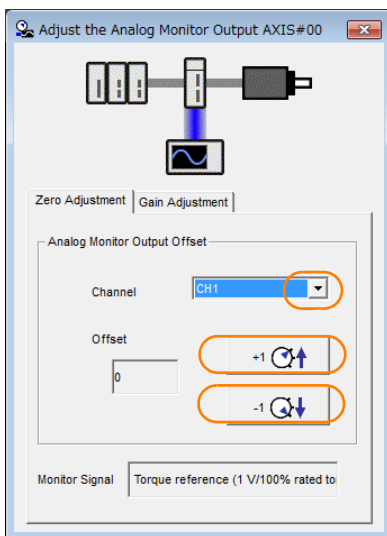 Adjust the Analog Monitor Output AXIS#00
Zero Adjustment Gain Adjustment
Analog Monitor Output Offset
Channel CH1
Offset
0
+1
-1
Monitor Signal Torque reference (1 V/100% rated to